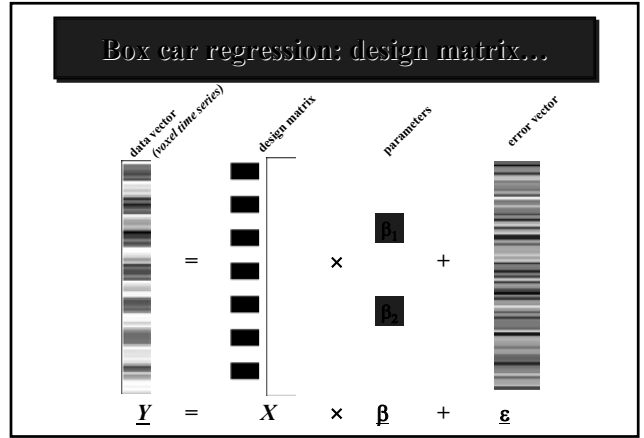 Box car regression: design matrix…
data vector
(voxel time series)
design matrix
parameters
error vector
= × β1 +
β2
Y = X × β + ε